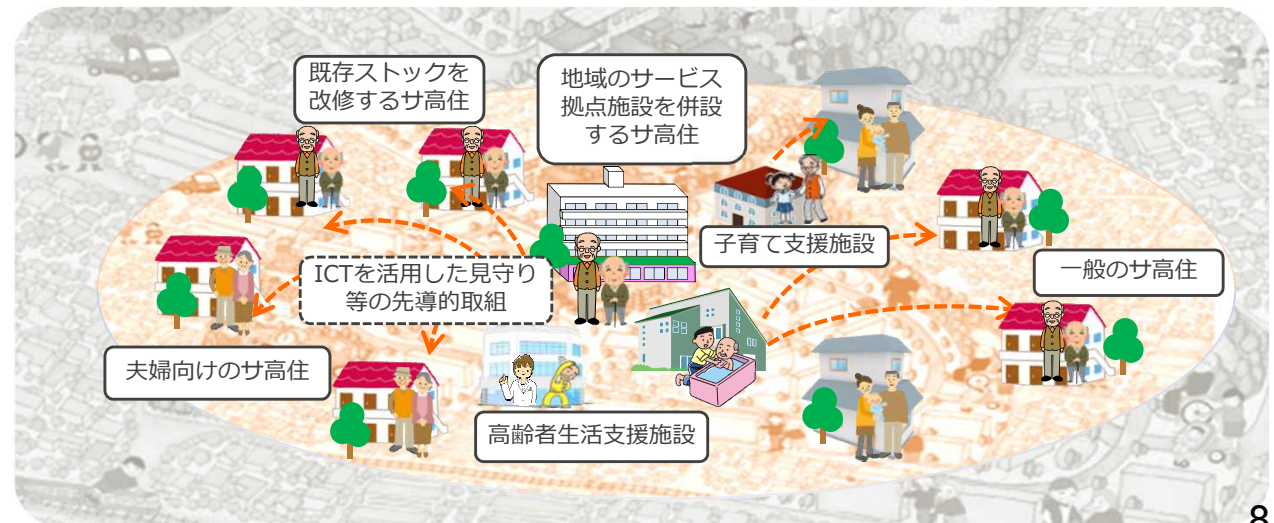 既存ストックを
改修するサ高住
地域のサービス
拠点施設を併設
するサ高住
子育て支援施設
一般のサ高住
ICTを活用した見守り
等の先導的取組
夫婦向けのサ高住
高齢者生活支援施設
8